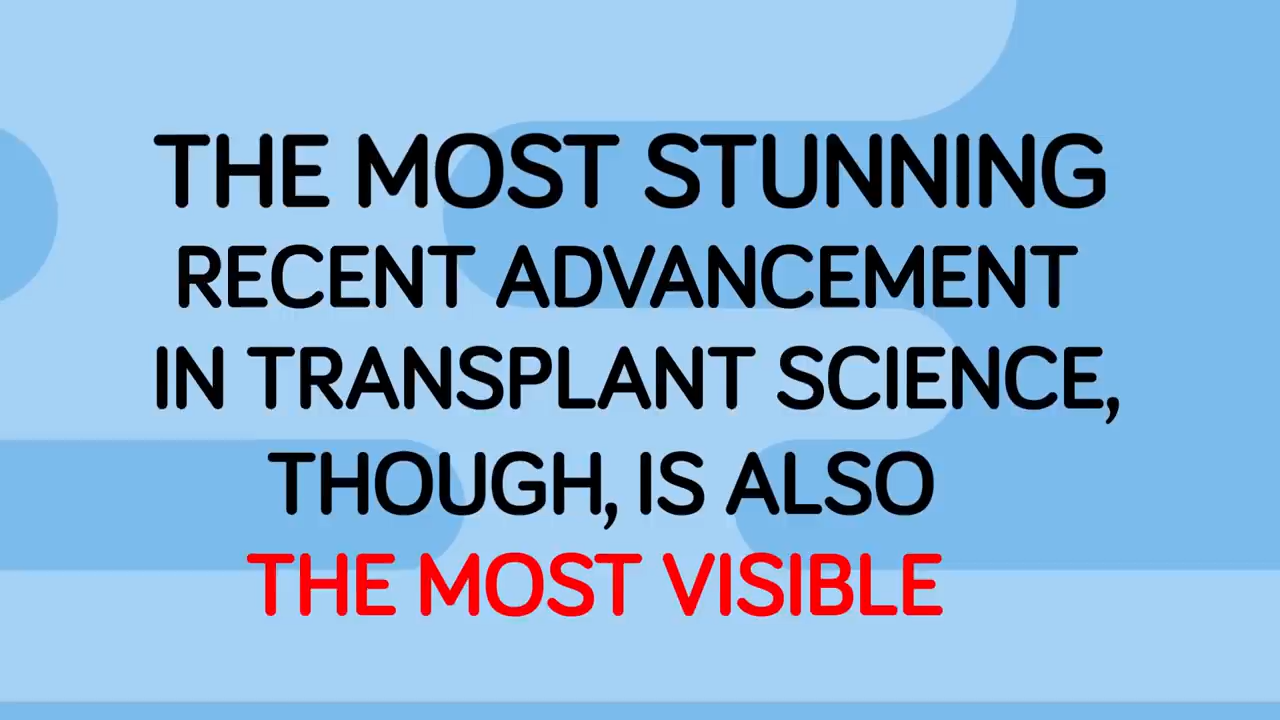 THE MOST STUNNING
RECENT ADVANCEMENT
IN TRANSPLANT SCIENCE,
THOUGH, IS ALSO
THE MOST VISIBLE